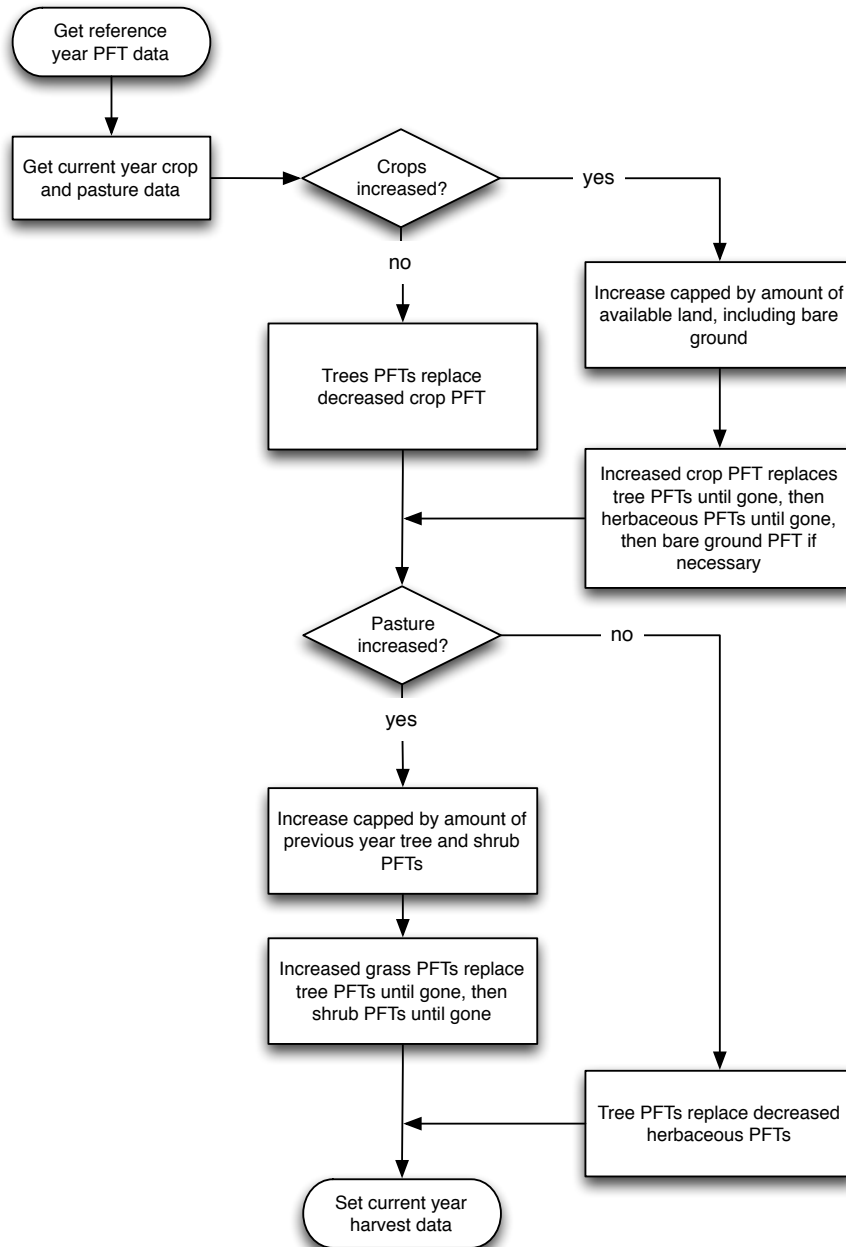 Get reference
year PFT data
Get current year crop
and pasture data
Crops
increased?
yes
no
Increase capped by amount of
available land, including bare
ground
Trees PFTs replace
decreased crop PFT
Increased crop PFT replaces
tree PFTs until gone, then
herbaceous PFTs until gone,
then bare ground PFT if
necessary
Pasture
increased?
no
yes
Increase capped by amount of
previous year tree and shrub
PFTs
Increased grass PFTs replace
tree PFTs until gone, then
shrub PFTs until gone
Tree PFTs replace decreased
herbaceous PFTs
Set current year
harvest data